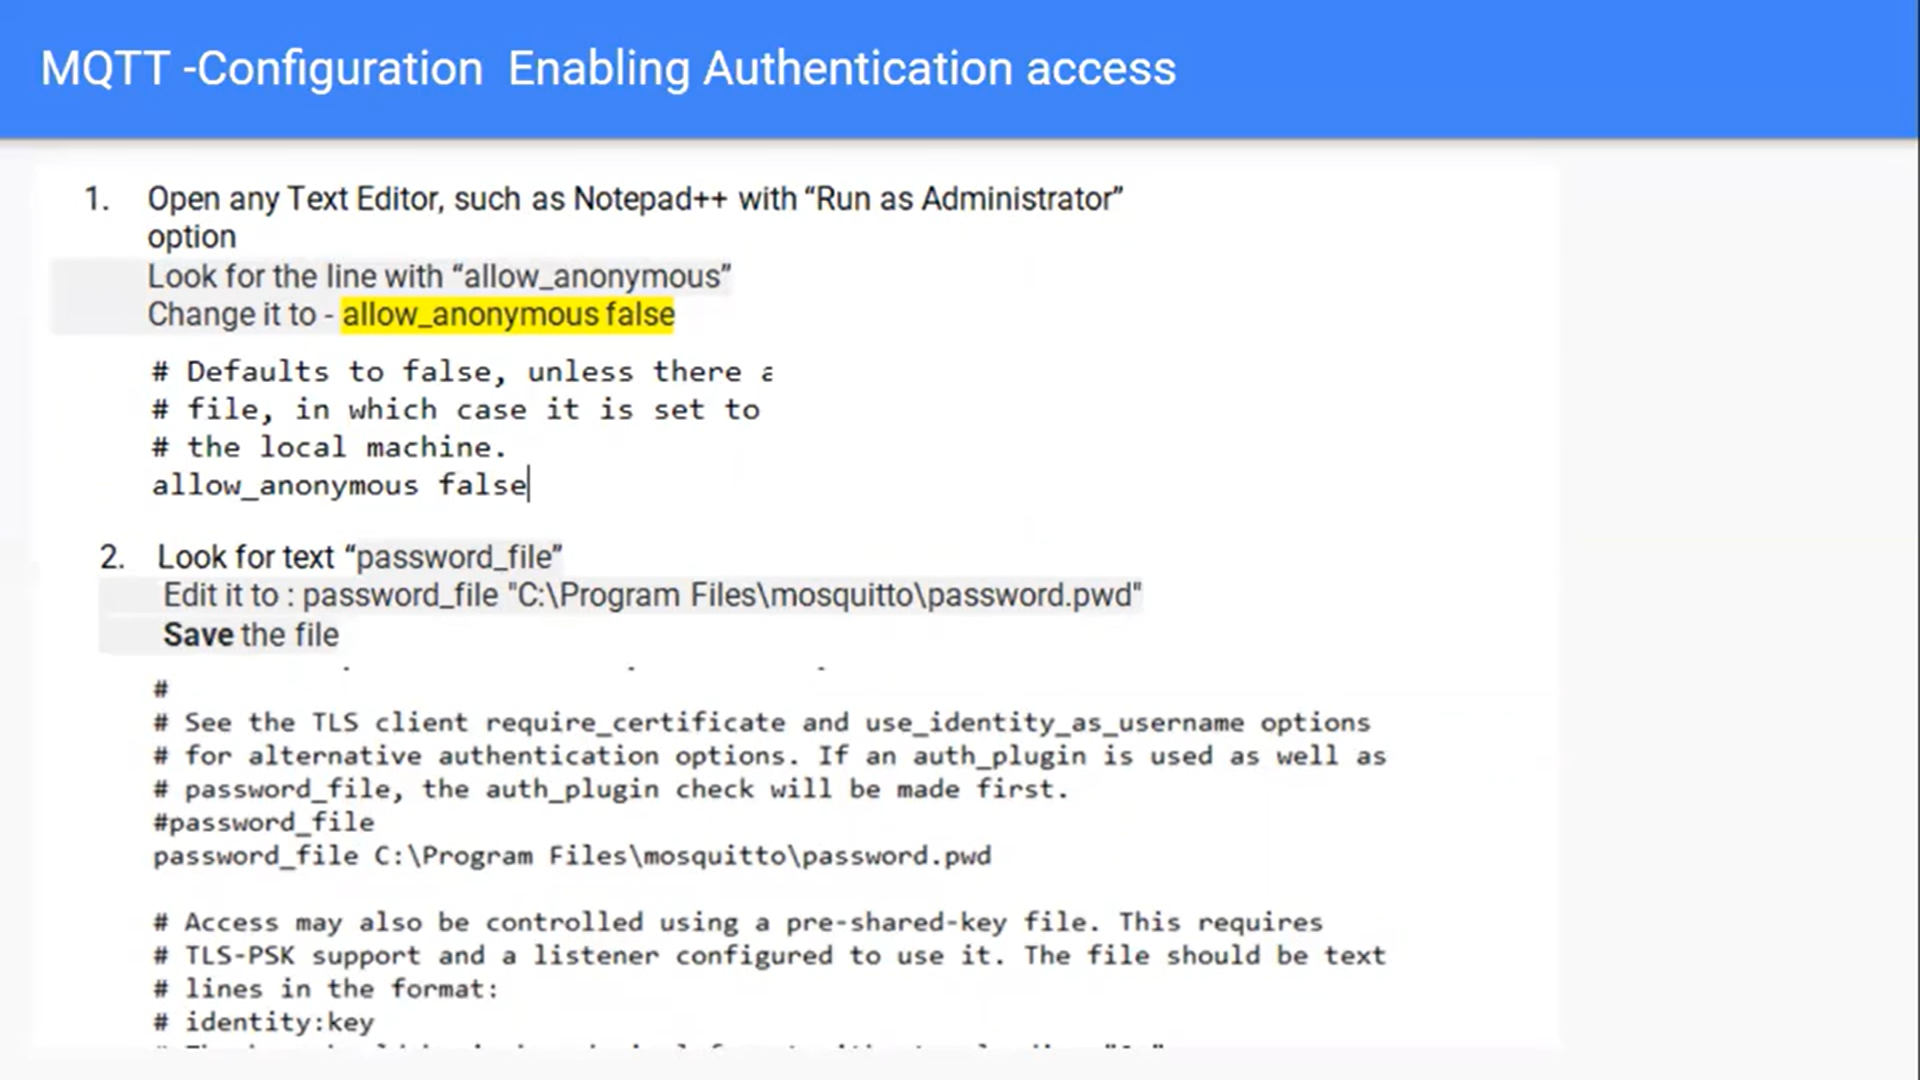 MQTT -Configuration  Enabling Authentication access
1. Open any Text Editor, such as Notepad++ with “Run as Administrator”
option
Look for the line with “allow_anonymous”
Change it to - allow_anonymous false
# Defaults to false, unless there
# file, in which case it is set to
# the local machine.
allow_anonymous false
2. Look for text “password_file”
Edit it to : password_file "C:\Program Files\mosquitto\password.pwd"
Save the file
#
# See the TLS client require_certificate and use_identity_as_username options
# for alternative authentication options. If an auth_plugin is used as well as
# password_file, the auth_plugin check will be made first.
#password_file
password_file C:\Program Files\mosquitto\password.pwd
# Access may also be controlled using a pre-shared-key file. This requires
# TLS-PSK support and a listener configured to use it. The file should be text
# lines in the format:
# identity:key